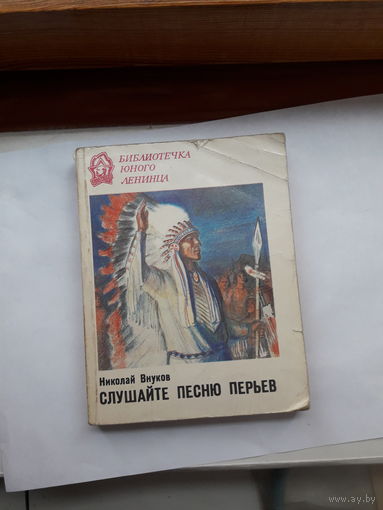 БИБЛИОТЕЧКА
ЮНОГО
ЛЕНИНЦА
Николай Внуков
СЛУШАЙТЕ ПЕСНЮ ПЕРЬЕВ
www.ay.by